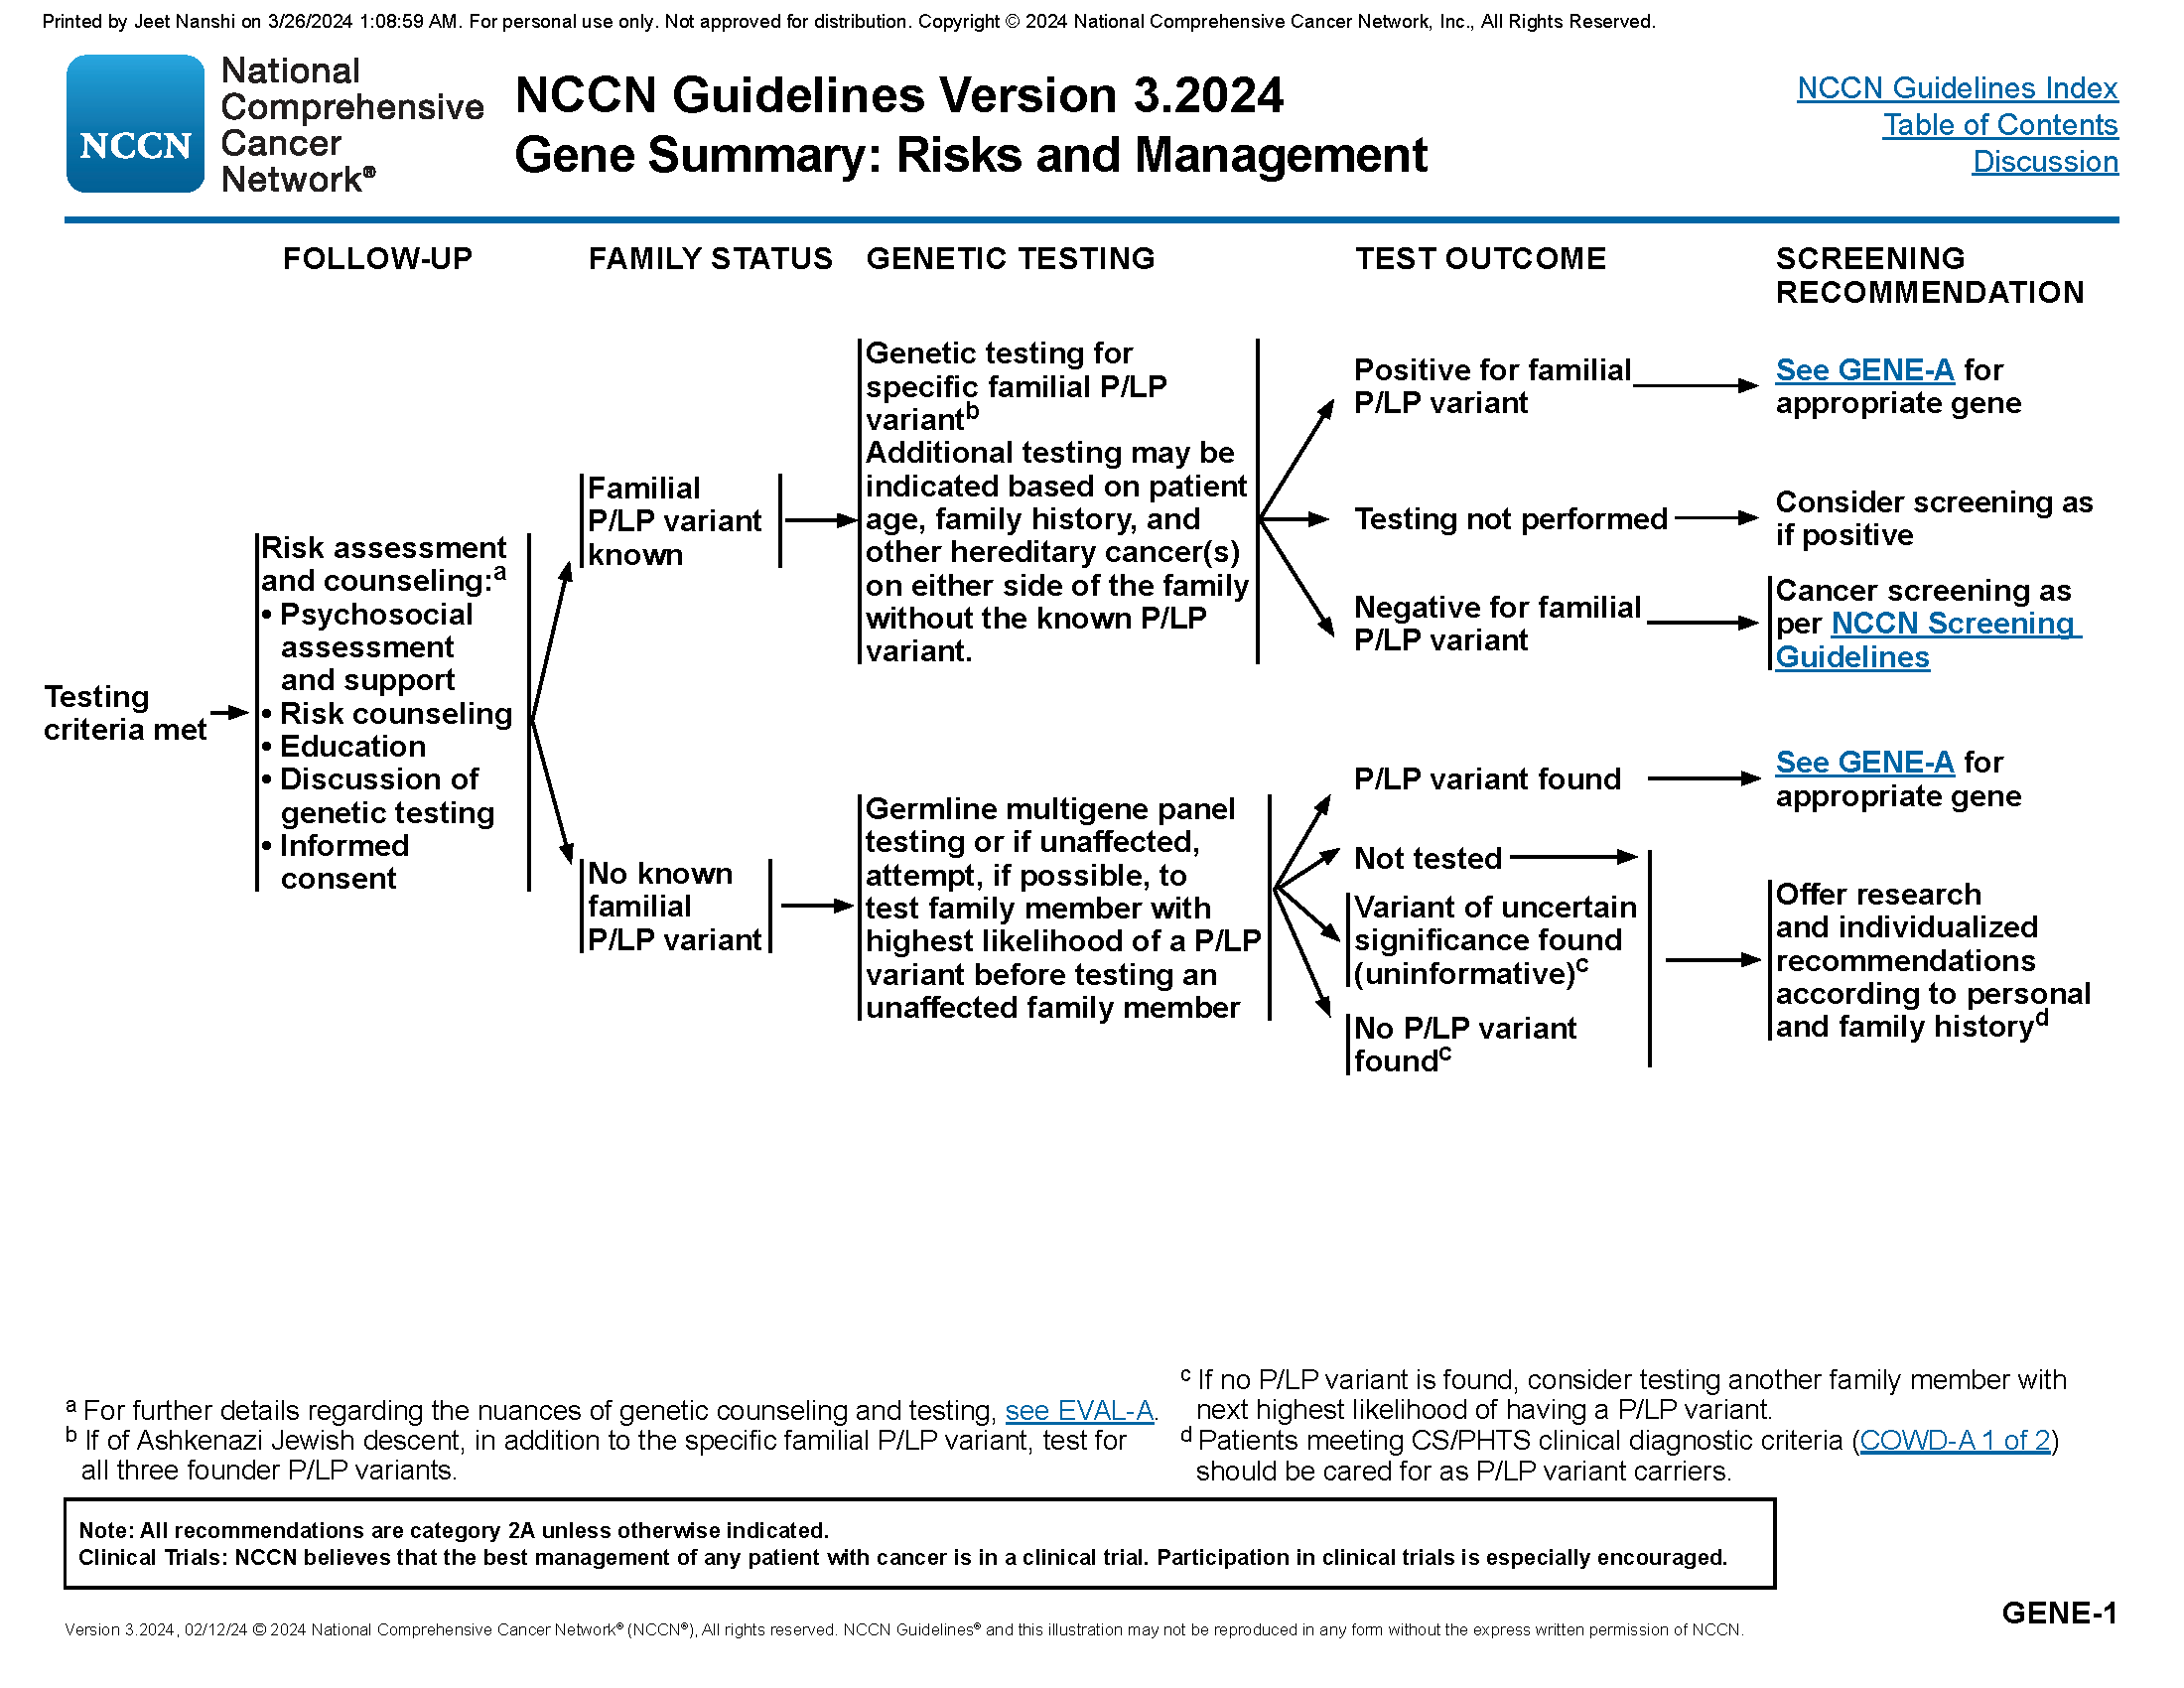 Printed by Jeet Nanshi on 3/26/2024 1:08:59 AM. For personal use only. Not approved for distribution. Copyright © 2024 National Comprehensive Cancer Network, Inc., All Rights Reserved.
NCCN
National
Comprehensive
Cancer
Network®
NCCN Guidelines Version 3.2024
Gene Summary: Risks and Management
NCCN Guidelines Index
Table of Contents
Discussion
FOLLOW-UP
FAMILY STATUS
GENETIC TESTING
TEST OUTCOME
SCREENING
RECOMMENDATION
Testing
criteria met
Risk assessment
and counseling:a
• Psychosocial
assessment
and support
• Risk counseling
• Education
• Discussion of
genetic testing
• Informed
consent
Familial
P/LP variant
known
Genetic testing for
specific familial P/LP
variantb
Additional testing may be
indicated based on patient
age, family history, and
other hereditary cancer(s)
on either side of the family
without the known P/LP
variant.
Positive for familial
P/LP variant
See GENE-A for
appropriate gene
Testing not performed
Consider screening as
if positive
Negative for familial
P/LP variant
Cancer screening as
per NCCN Screening
Guidelines
No known
familial
P/LP variant
Germline multigene panel
testing or if unaffected,
attempt, if possible, to
test family member with
highest likelihood of a P/LP
variant before testing an
unaffected family member
P/LP variant found
See GENE-A for
appropriate gene
Not tested
Variant of uncertain
significance found
(uninformative)c
No P/LP variant
foundc
Offer research
and individualized
recommendations
according to personal
and family historyd
a For further details regarding the nuances of genetic counseling and testing, see EVAL-A.
b If of Ashkenazi Jewish descent, in addition to the specific familial P/LP variant, test for
all three founder P/LP variants.
c If no P/LP variant is found, consider testing another family member with
next highest likelihood of having a P/LP variant.
d Patients meeting CS/PHTS clinical diagnostic criteria (COWD-A 1 of 2)
should be cared for as P/LP variant carriers.
Note: All recommendations are category 2A unless otherwise indicated.
Clinical Trials: NCCN believes that the best management of any patient with cancer is in a clinical trial. Participation in clinical trials is especially encouraged.
GENE-1
Version 3.2024, 02/12/24 © 2024 National Comprehensive Cancer Network® (NCCN®), All rights reserved. NCCN Guidelines® and this illustration may not be reproduced in any form without the express written permission of NCCN.